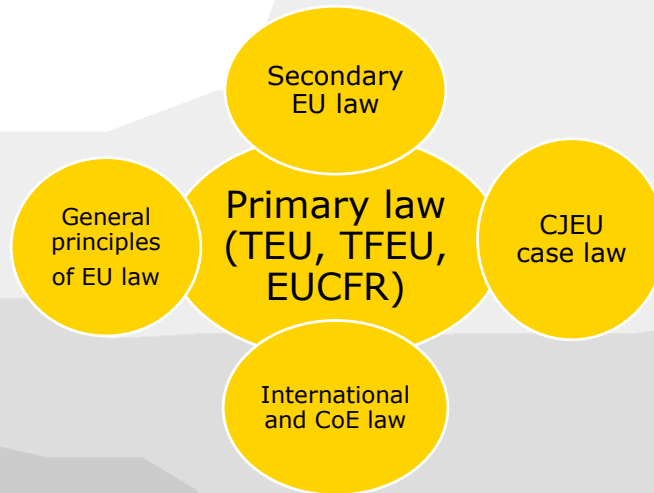 Secondary
EU law
General
principles
of EU law
Primary law
(TEU, TFEU,
EUCFR)
CJEU
case law
International
and CoE law